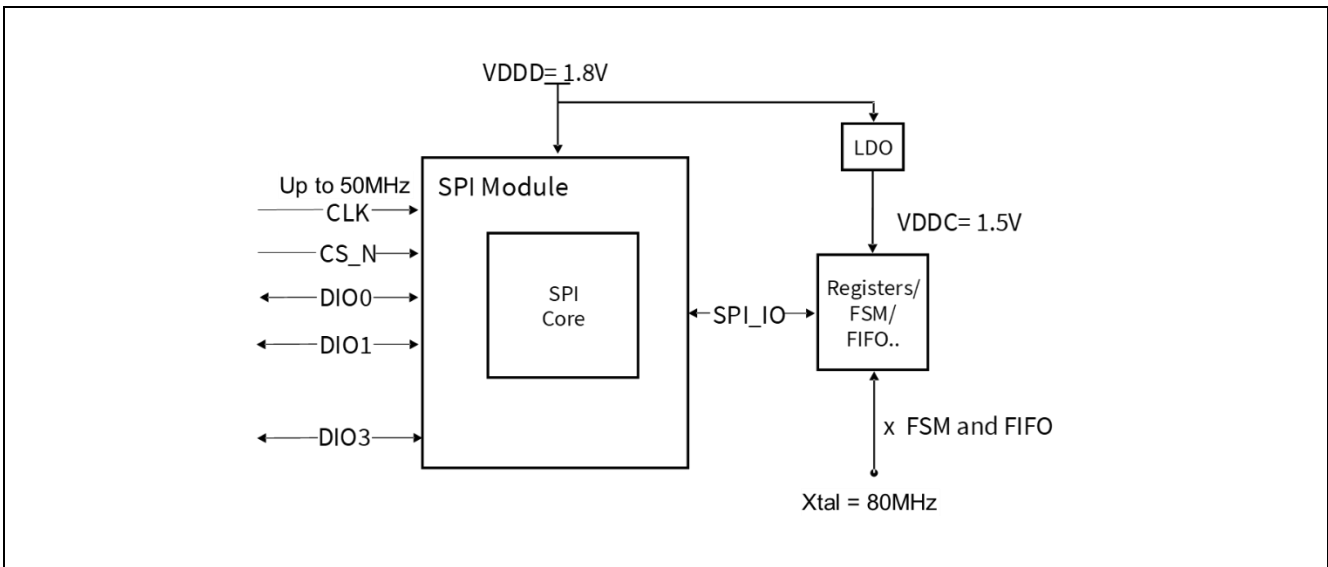 VDDD= 1.8V
LDO
Up to 50MHz
SPI Module
CLK
VDDC= 1.5V
CS_N
DIO0
SPI
Core
SPI_IO
Registers/
FSM/
FIFO..
DIO1
DIO3
x FSM and FIFO
Xtal = 80MHz